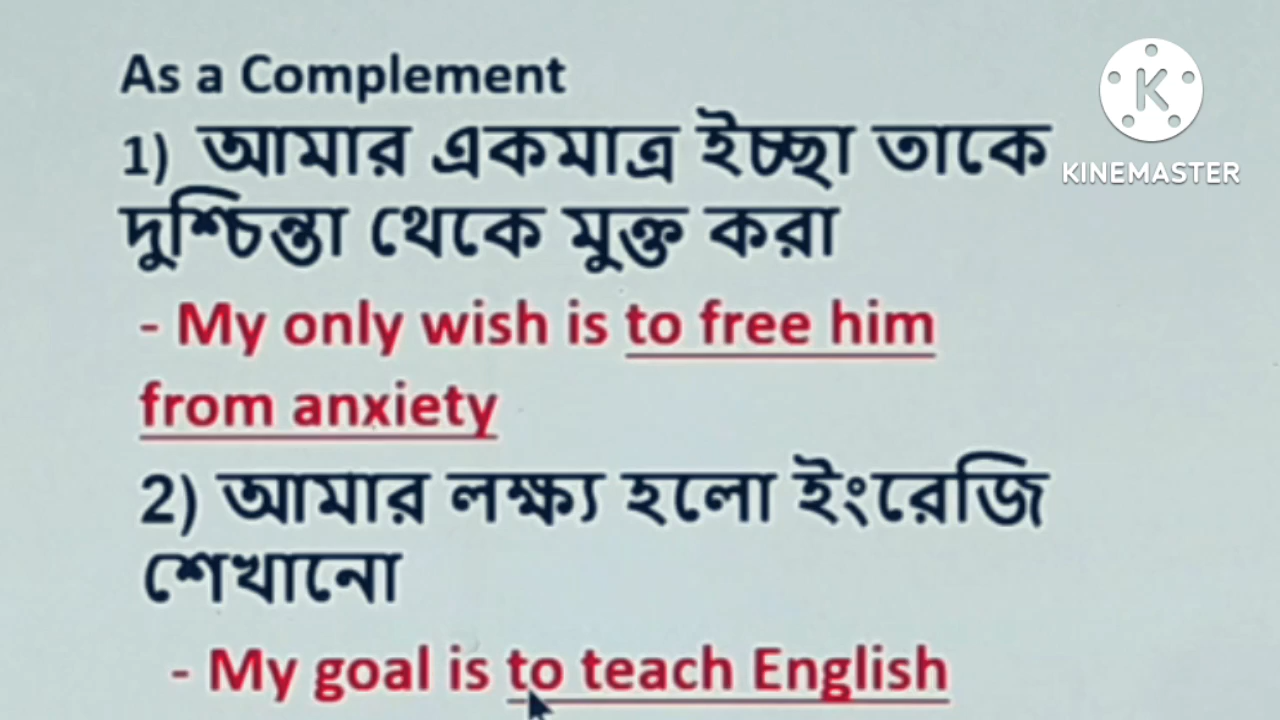 As a Complement
1) আমার একমাত্র ইচ্ছা তাকে
দুশ্চিন্তা থেকে মুক্ত করা
- My only wish is to free him
from anxiety
2) আমার লক্ষ্য হলো ইংরেজি
শেখানো
- My goal is to teach English
K
KINEMASTER